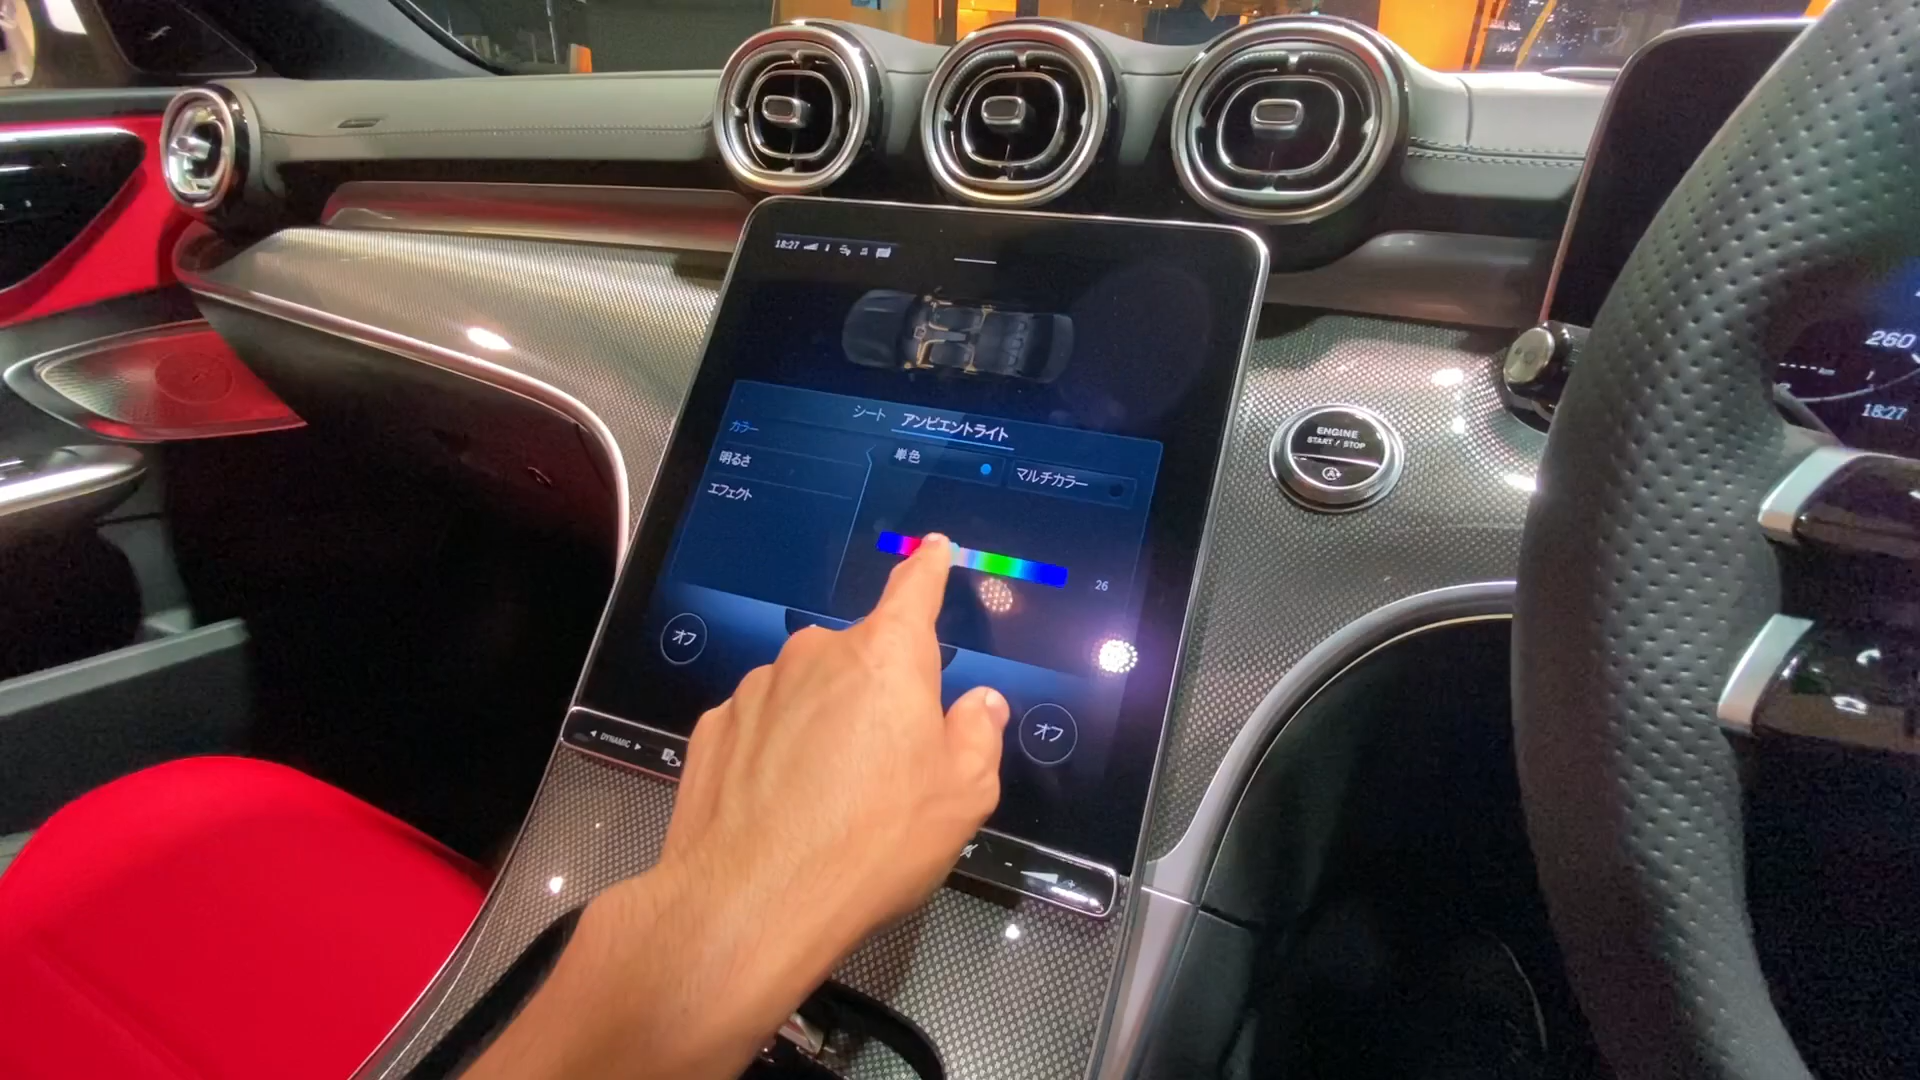 18:27
シート アンビエントライト
カラー
明るさ
エフェクト
単色
マルチカラー
26
オフ
オフ
DYNAMIC
ENGINE
START / STOP
260
km
18:27